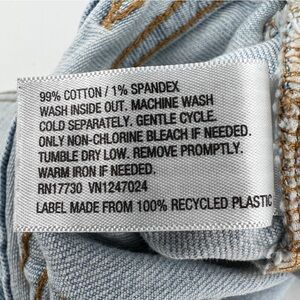 99% COTTON / 1% SPANDEX
WASH INSIDE OUT. MACHINE WASH
COLD SEPARATELY. GENTLE CYCLE.
ONLY NON-CHLORINE BLEACH IF NEEDED.
TUMBLE DRY LOW. REMOVE PROMPTLY.
WARM IRON IF NEEDED.
RN17730 VN1247024
LABEL MADE FROM 100% RECYCLED PLASTIC